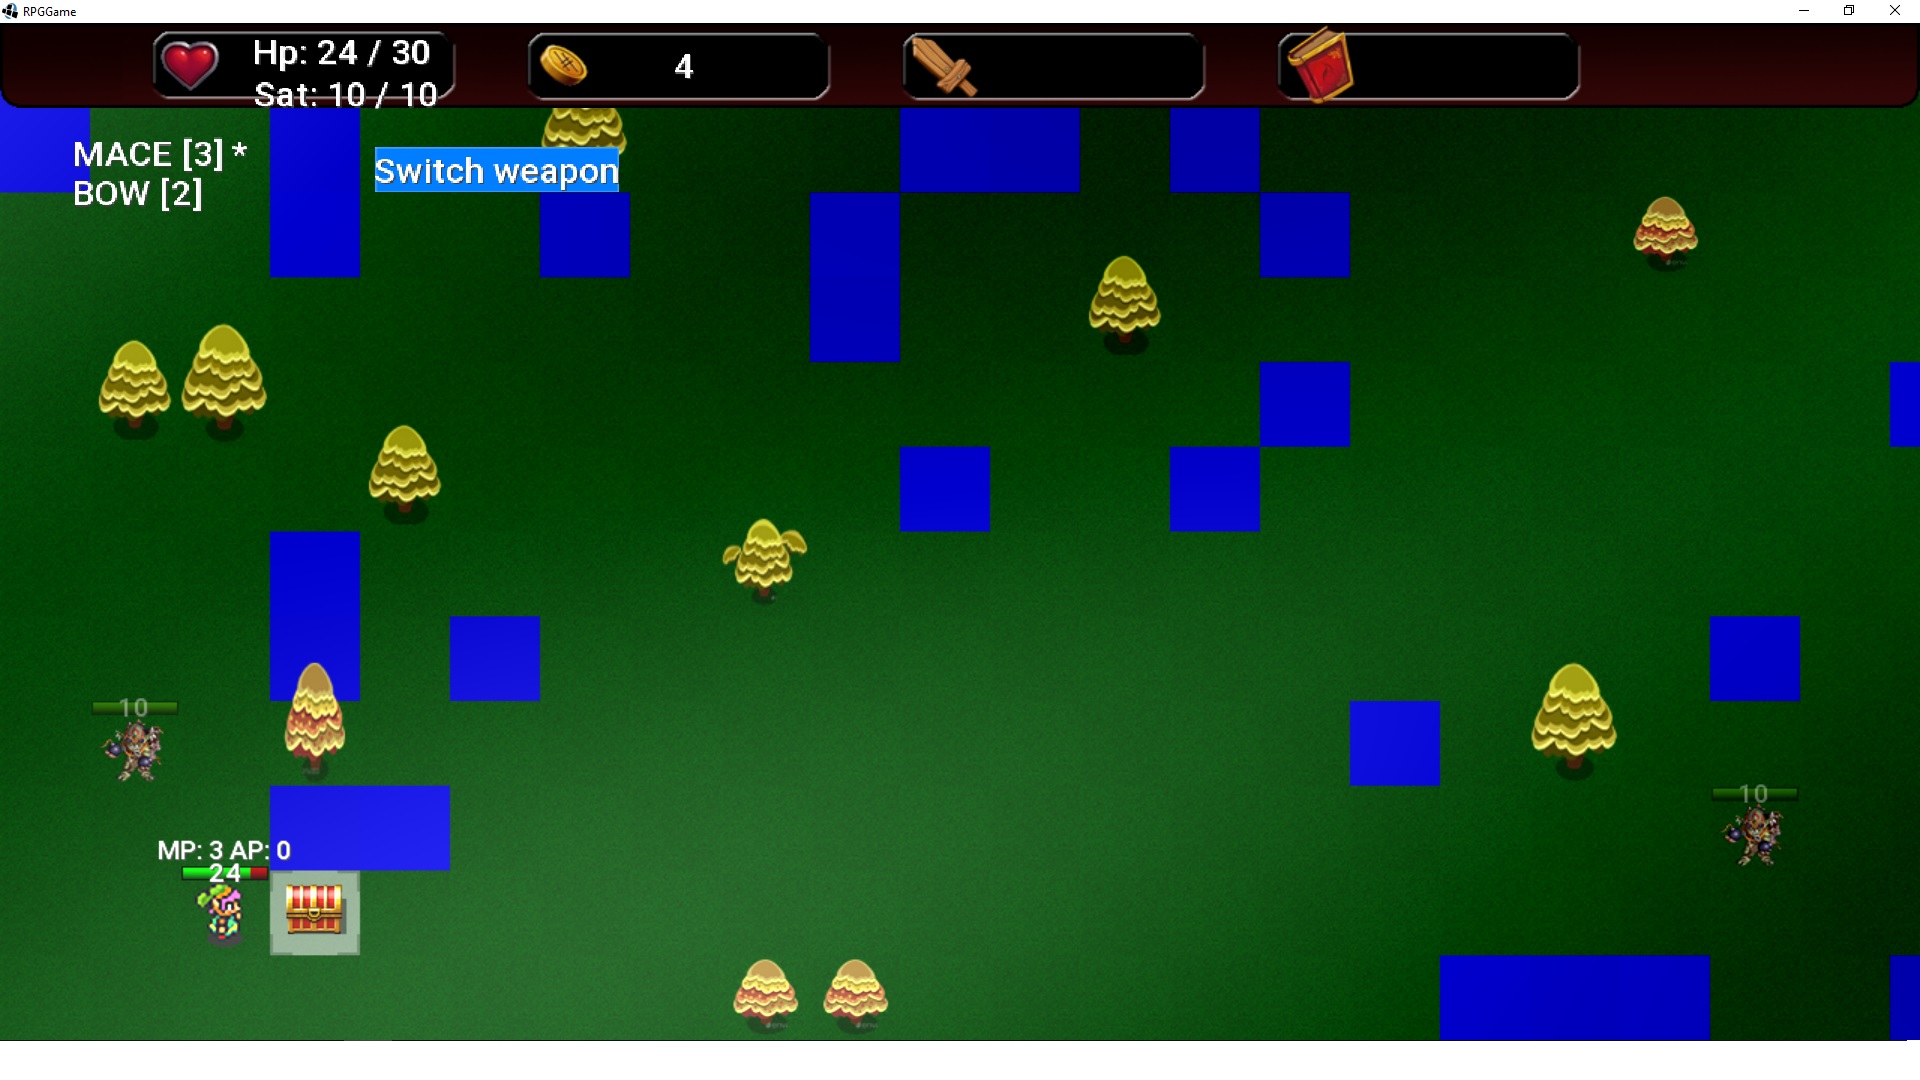 RPGGame
Hp: 24 / 30
Sat: 10 / 10
4
MACE [3] *
BOW [2]
Switch weapon
10
10
MP: 3 AP: 0
24